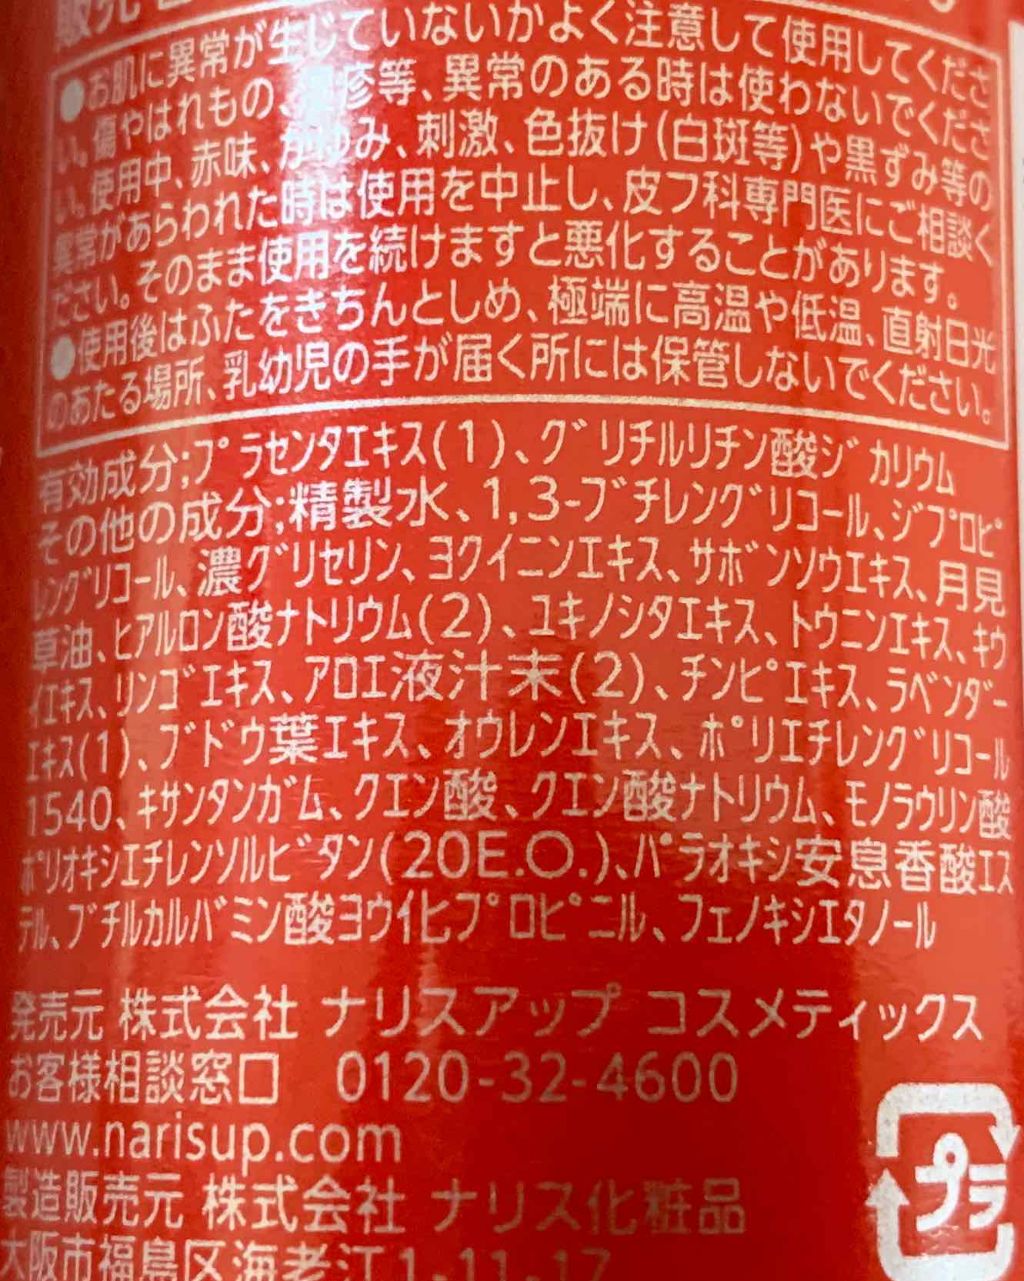 ●お肌に異常が生じていないかよく注意して使用してくださ
い。傷やはれもの、湿疹等、異常のある時は使わないでくださ
い。使用中、赤味、かゆみ、刺激、色抜け(白斑等)や黒ずみ等の
異常があらわれた時は使用を中止し、皮フ科専門医にご相談く
ださい。そのまま使用を続けますと悪化することがあります。
●使用後はふたをきちんとしめ、極端に高温や低温、直射日光
のあたる場所、乳幼児の手が届く所には保管しないでください。
有効成分;プラセンタエキス(1)、グリチルリチン酸ジカリウム
その他の成分;精製水、1,3-ブチレングリコール、ジプロピ
レングリコール、濃グリセリン、ヨクイニンエキス、サボンソウエキス、月見
草油、ヒアルロン酸ナトリウム(2)、ユキノシタエキス、トウニンエキス、キウ
イエキス、リンゴエキス、アロエ液汁末(2)、チンピエキス、ラベンダー
エキス(1)、ブドウ葉エキス、オウレンエキス、ポリエチレングリコール
1540、キサンタンガム、クエン酸、クエン酸ナトリウム、モノラウリン酸
ポリオキシエチレンソルビタン(20E.O.)、パラオキシ安息香酸エス
テル、ブチルカルバミン酸ヨウ化プロピニル、フェノキシエタノール
発売元 株式会社 ナリスアップ コスメティックス
お客様相談窓口 0120-32-4600
www.narisup.com
製造販売元 株式会社 ナリス化粧品
大阪市福島区海老江1-11-17
プラ